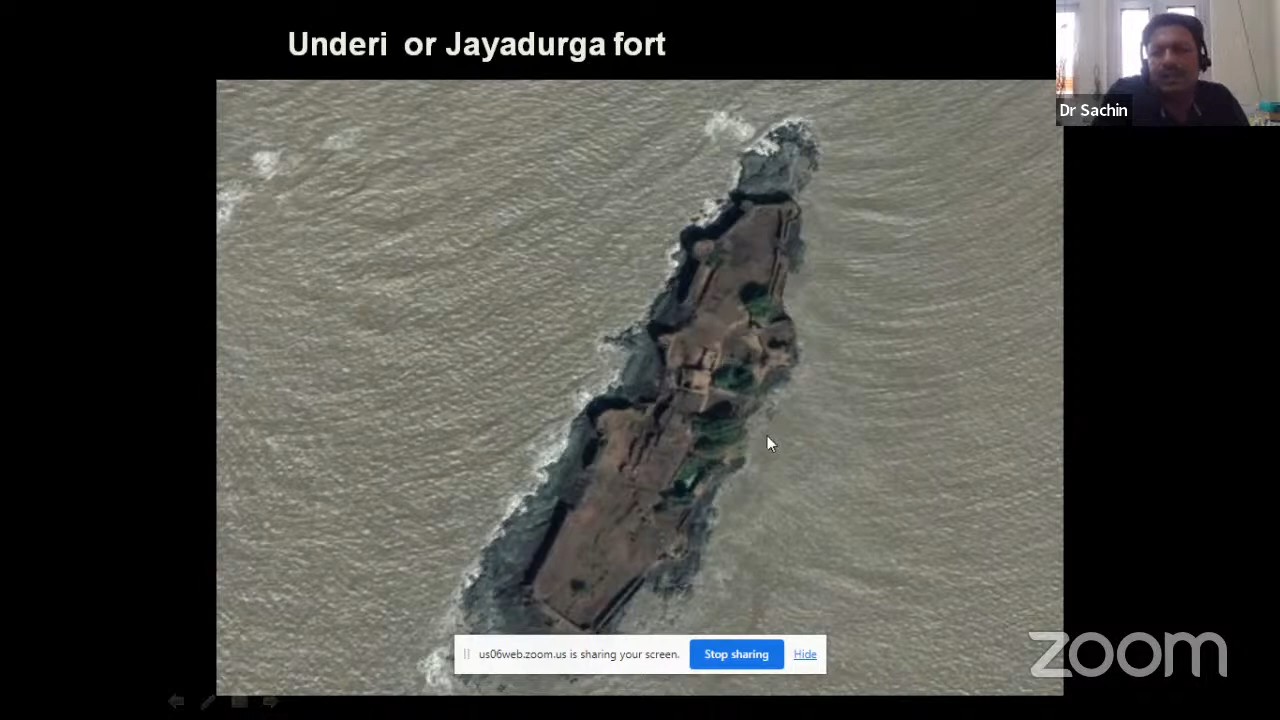 Underi or Jayadurga fort
Dr Sachin
us06web.zoom.us is sharing your screen.
Stop sharing
Hide
zoom